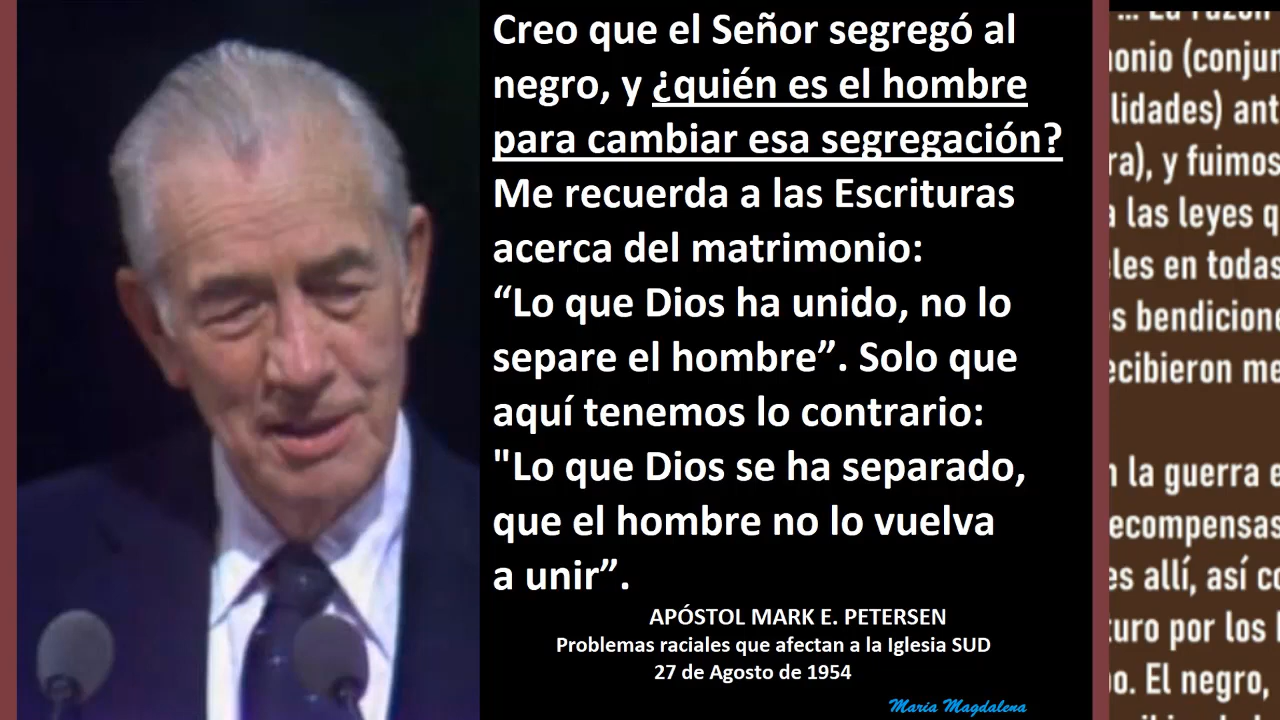 Creo que el Señor segregó al
negro, y ¿quién es el hombre
para cambiar esa segregación?
Me recuerda a las Escrituras
acerca del matrimonio:
“Lo que Dios ha unido, no lo
separe el hombre”. Solo que
aquí tenemos lo contrario:
"Lo que Dios se ha separado,
que el hombre no lo vuelva
a unir”.
APÓSTOL MARK E. PETERSEN
Problemas raciales que afectan a la Iglesia SUD
27 de Agosto de 1954
Maria Magdalena
... La razón
onio (conjun
lidades) ant
ra), y fuimos
a las leyes q
les en todas
s bendicione
ecibieron me
n la guerra e
ecompensas
es allí, así co
turo por los
o. El negro,